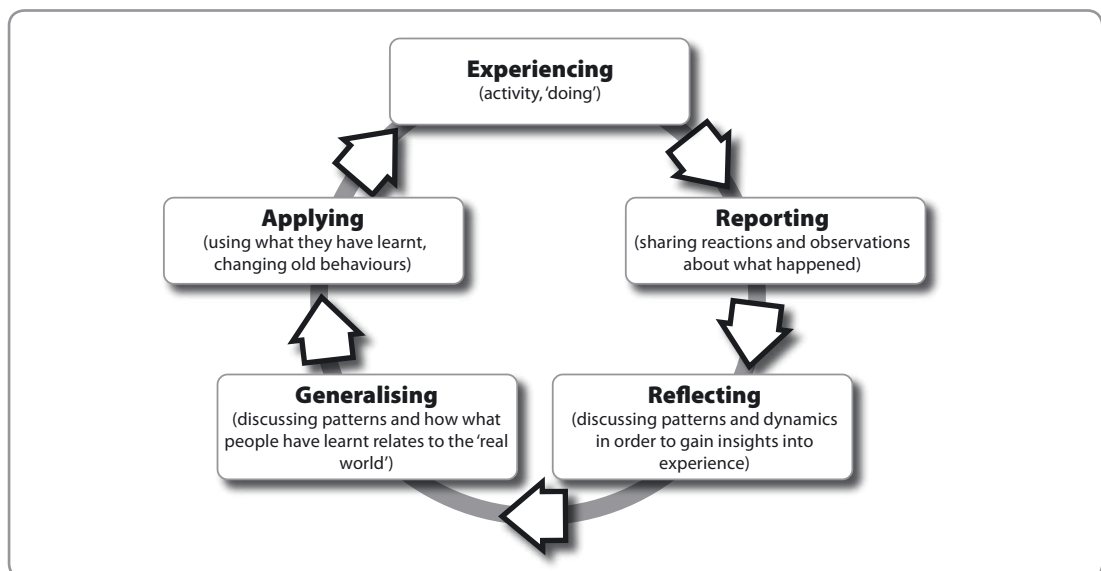 Experiencing
(activity, ‘doing’)
Reporting
(sharing reactions and observations
about what happened)
Reflecting
(discussing patterns and dynamics
in order to gain insights into
experience)
Generalising
(discussing patterns and how what
people have learnt relates to the ‘real
world’)
Applying
(using what they have learnt,
changing old behaviours)